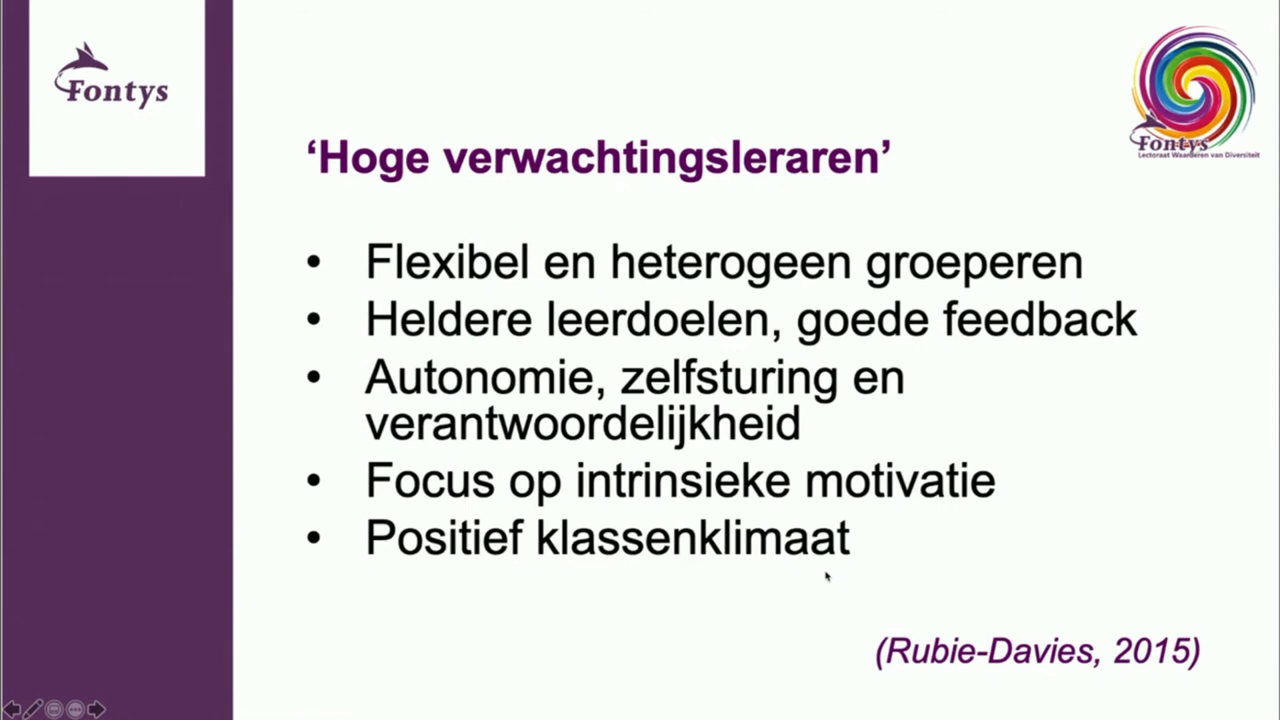 Fontys
Fontys
Lectoraat Waarderen van Diversiteit
‘Hoge verwachtingsleraren’
• Flexibel en heterogeen groeperen
• Heldere leerdoelen, goede feedback
• Autonomie, zelfsturing en
verantwoordelijkheid
• Focus op intrinsieke motivatie
• Positief klassenklimaat
(Rubie-Davies, 2015)